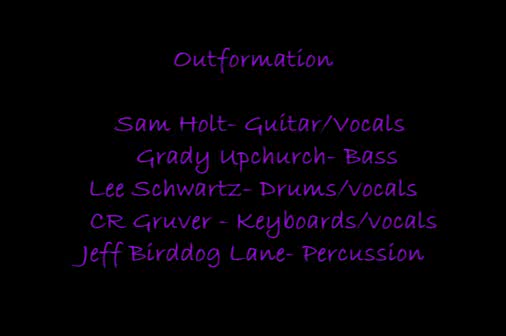 Outformation
Sam Holt- Guitar/Vocals
Grady Upchurch- Bass
Lee Schwartz- Drums/vocals
CR Gruver - Keyboards/vocals
Jeff Birddog Lane- Percussion